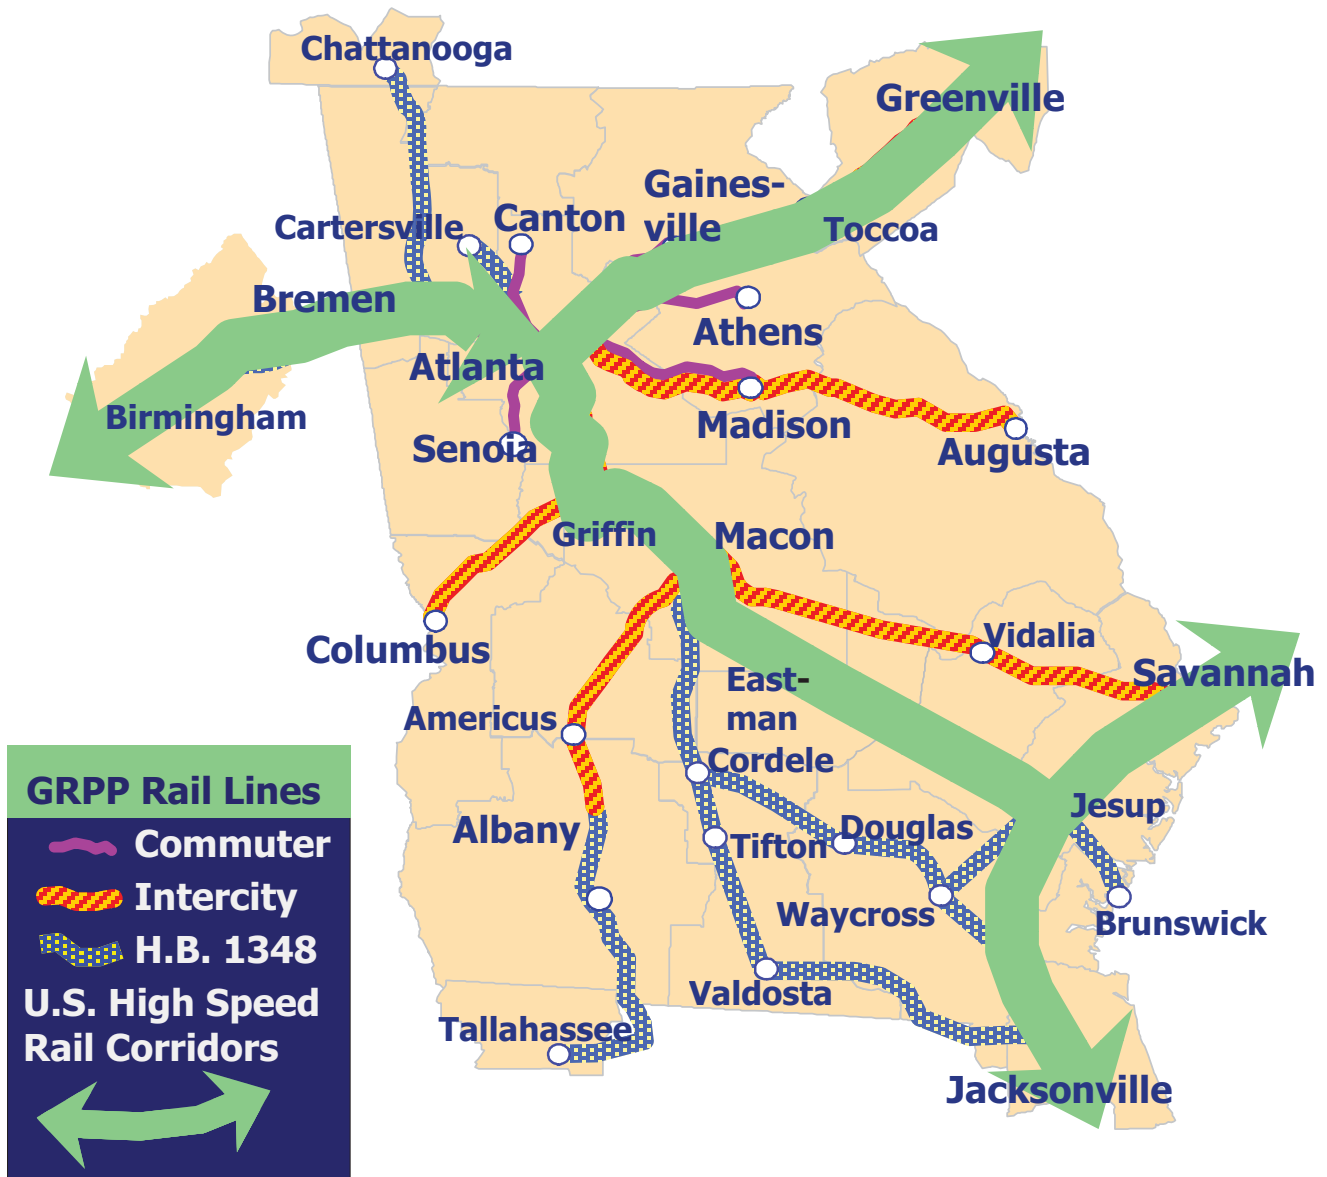 Chattanooga
Greenville
Gaines-
ville
Canton
Cartersville
Toccoa
Bremen
Athens
Atlanta
Birmingham
Madison
Senoia
Augusta
Griffin
Macon
Vidalia
Columbus
Savannah
East-
man
Americus
Cordele
Jesup
Albany
Douglas
Tifton
Waycross
Brunswick
Valdosta
Tallahassee
Jacksonville
GRPP Rail Lines
Commuter
Intercity
H.B. 1348
U.S. High Speed
Rail Corridors